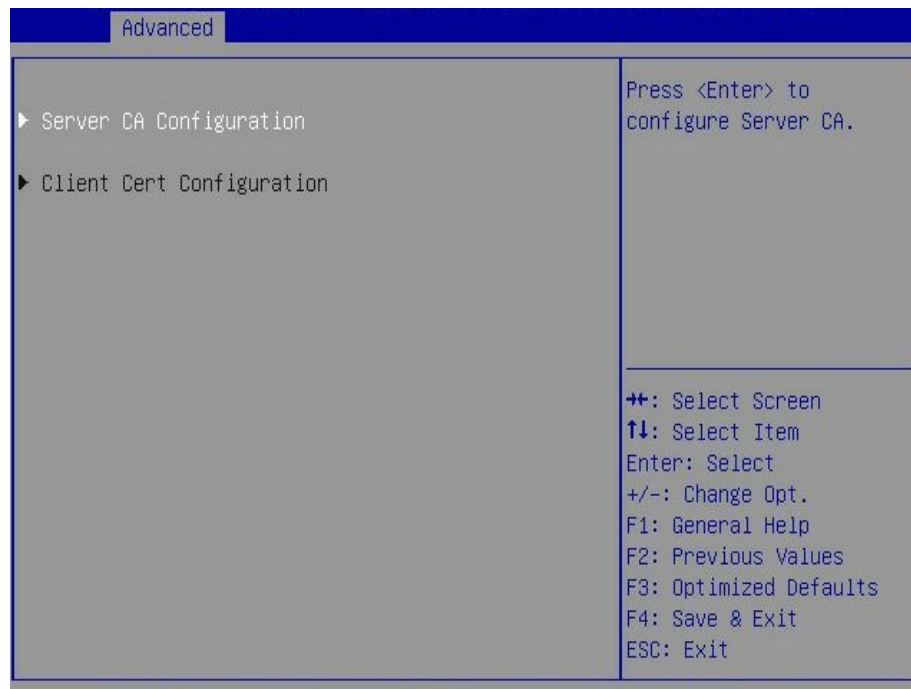 Advanced
Server CA Configuration
Client Cert Configuration
Press <Enter> to
configure Server CA.
→←: Select Screen
↑↓: Select Item
Enter: Select
+/-: Change Opt.
F1: General Help
F2: Previous Values
F3: Optimized Defaults
F4: Save & Exit
ESC: Exit